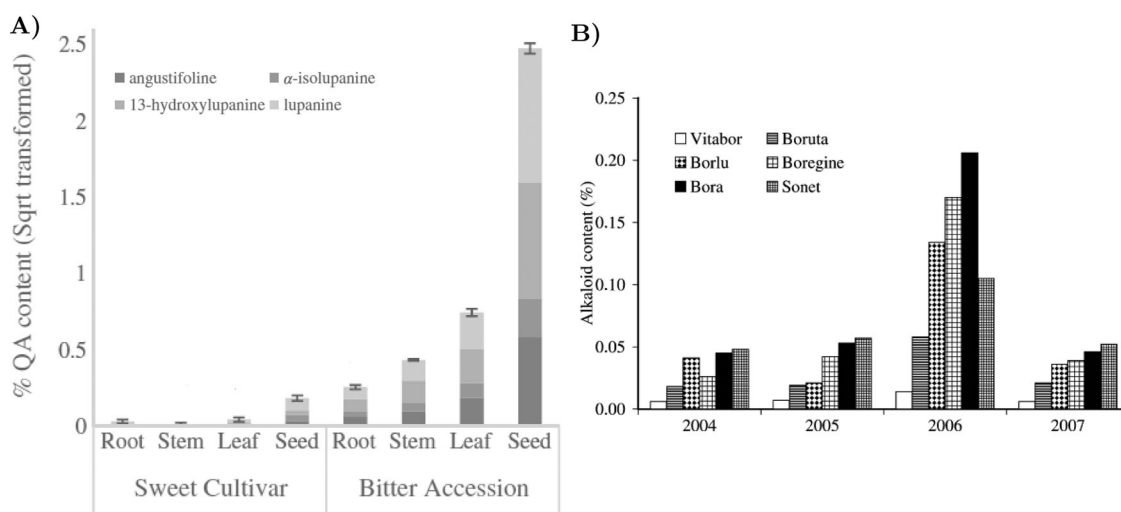 A)
% QA content (Sqrt transformed)
2.5
2
1.5
1
0.5
0
angustifoline α-isolupanine
13-hydroxylupanine lupanine
Root Stem Leaf Seed Root Stem Leaf Seed
Sweet Cultivar Bitter Accession
B)
Alkaloid content (%)
0.25
0.20
0.15
0.10
0.05
0.00
Vitabor Boruta
Borlu Boregine
Bora Sonet
2004 2005 2006 2007